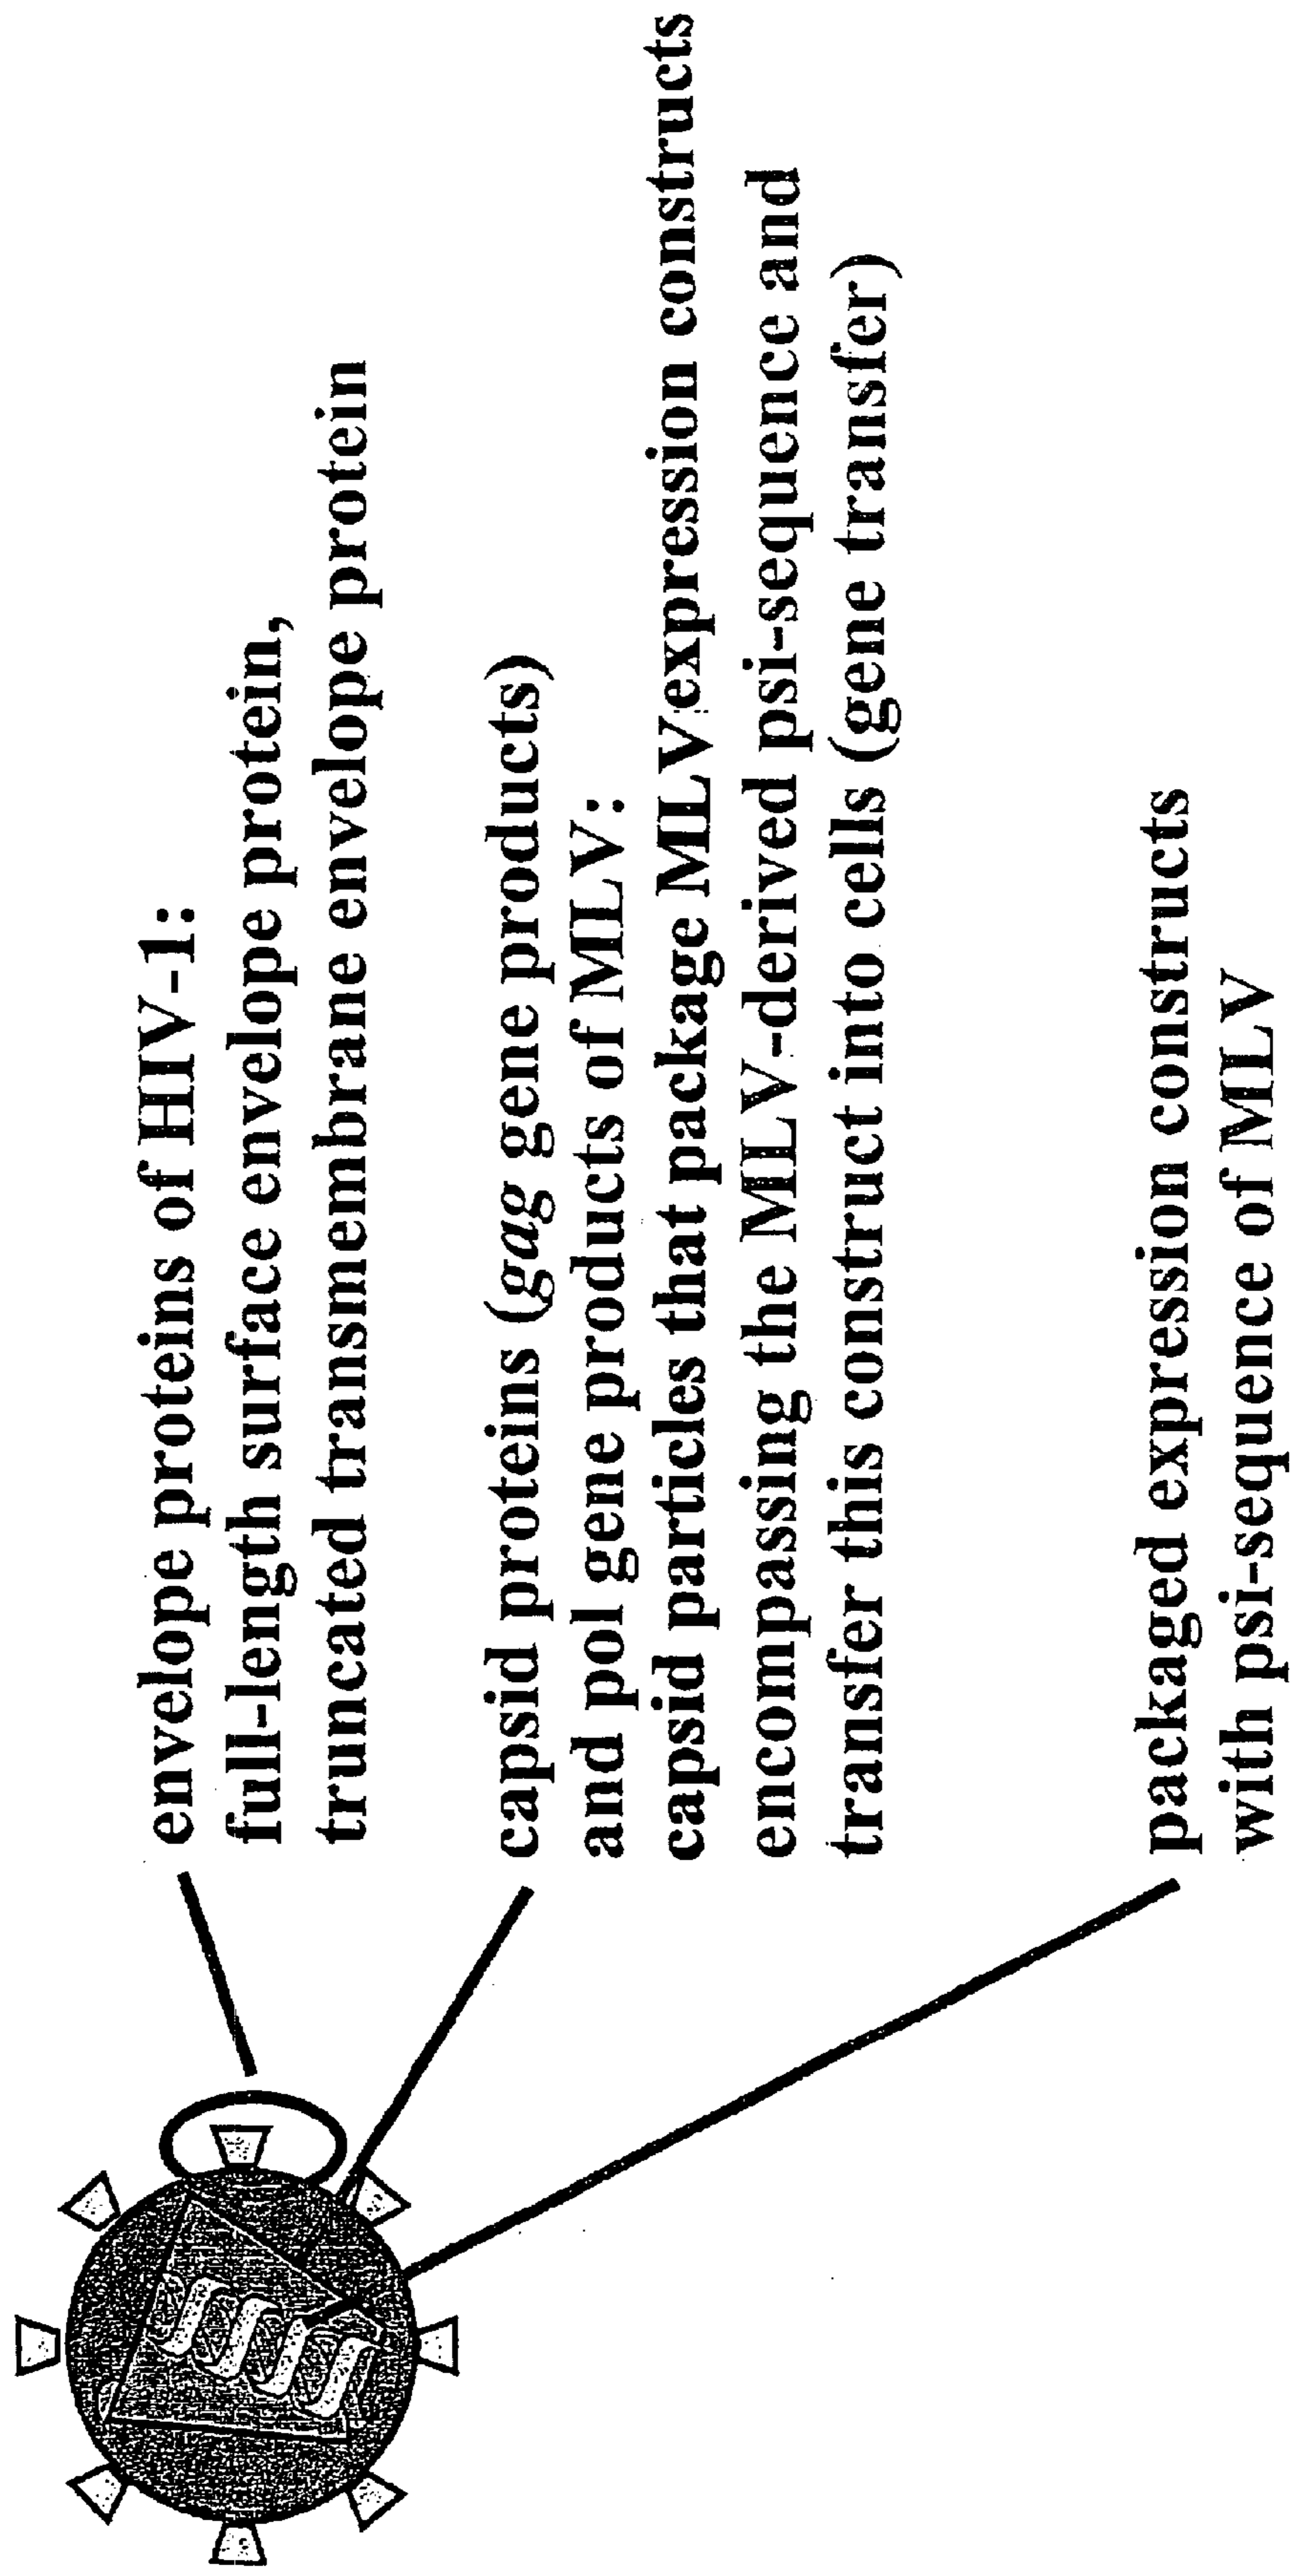 envelope proteins of HIV-1:
full-length surface envelope protein,
truncated transmembrane envelope protein
capsid proteins (gag gene products)
and pol gene products of MLV:
capsid particles that package MLVexpression constructs
encompassing the MLV-derived psi-sequence and
transfer this construct into cells (gene transfer)
packaged expression constructs
with psi-sequence of MLV